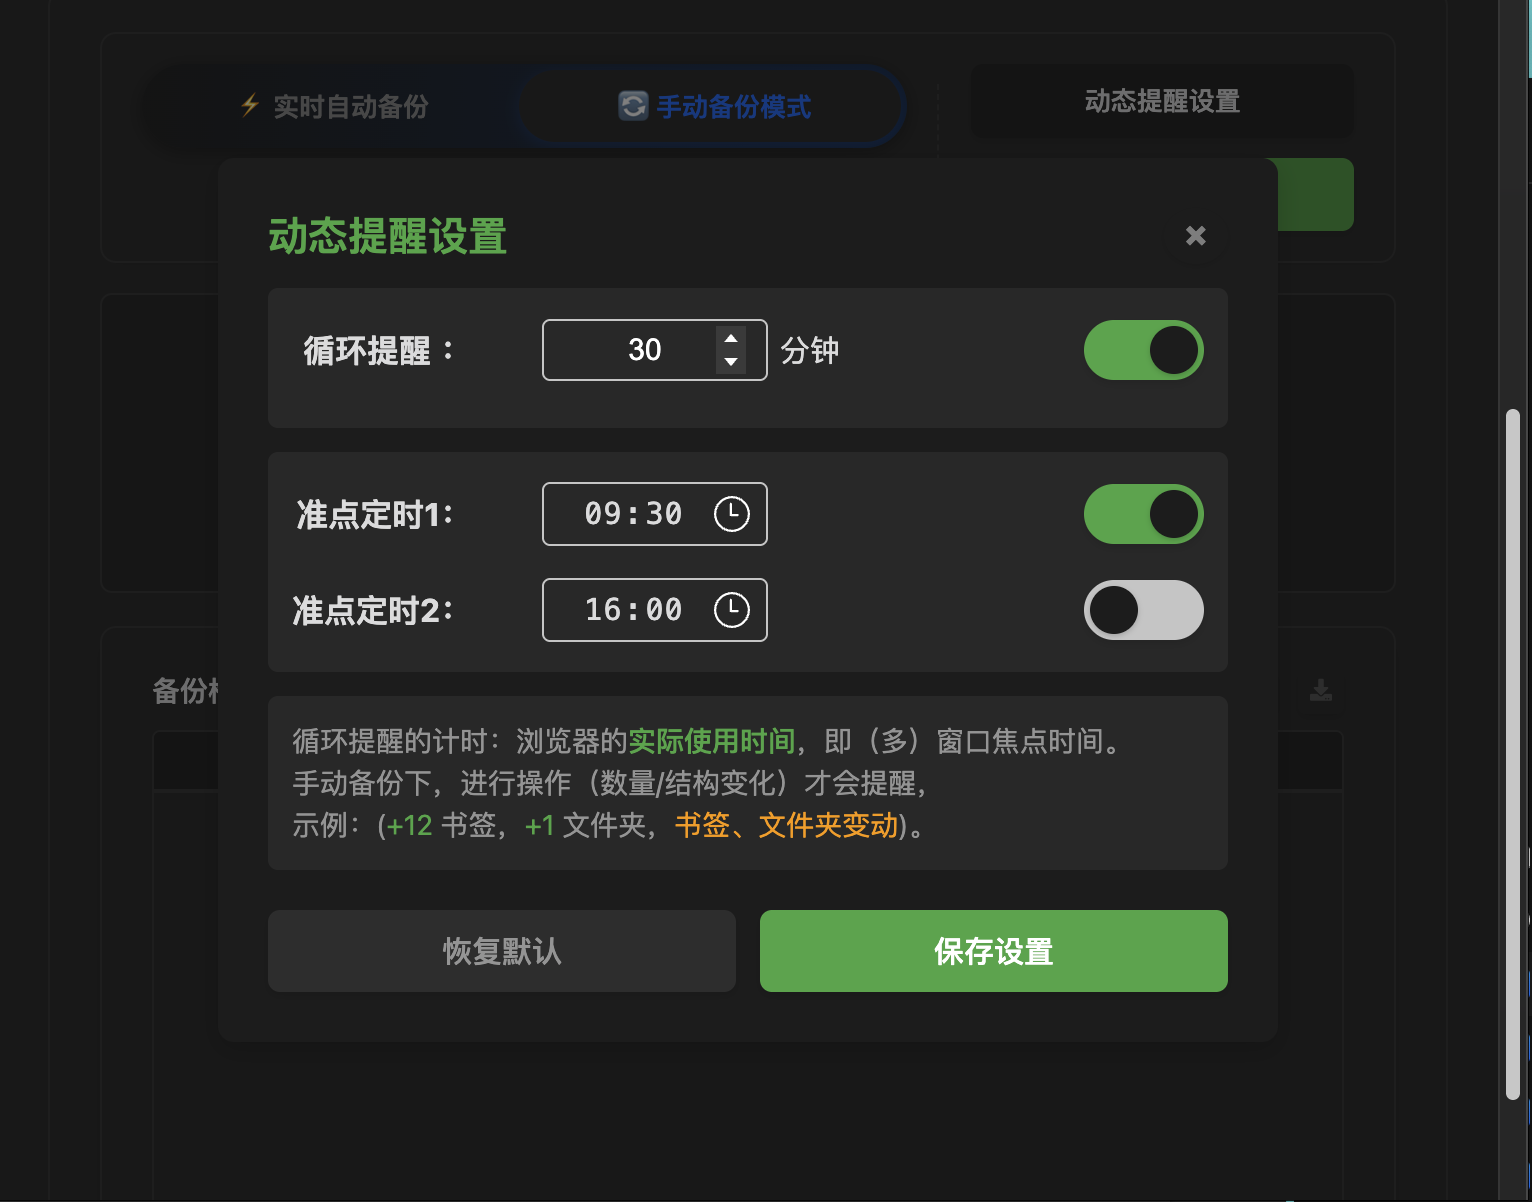 ⚡ 实时自动备份
🔄 手动备份模式
动态提醒设置
动态提醒设置
循环提醒：
30
分钟
准点定时1:
09:30
准点定时2:
16:00
备份
循环提醒的计时：浏览器的实际使用时间，即（多）窗口焦点时间。
手动备份下，进行操作（数量/结构变化）才会提醒，
示例：(+12 书签，+1 文件夹，书签、文件夹变动)。
恢复默认
保存设置